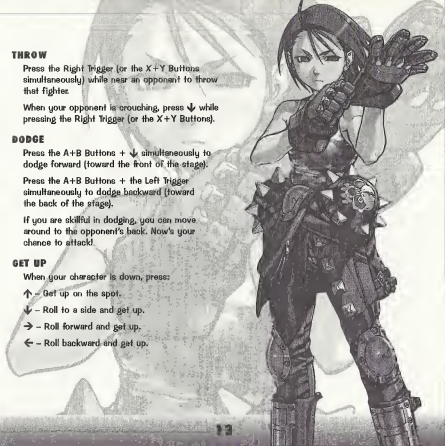 THROW
Press the Right Trigger (or the X+Y Buttons
simultaneously) while near an opponent to throw
that fighter.
When your opponent is crouching, press ↓ while
pressing the Right Trigger (or the X+Y Buttons).
DODGE
Press the A+B Buttons + ↓ simultaneously to
dodge forward (toward the front of the stage).
Press the A+B Buttons + the Left Trigger
simultaneously to dodge backward (toward
the back of the stage).
If you are skillful in dodging, you can move
around to the opponent's back. Now's your
chance to attack!
GET UP
When your character is down, press:
↑ – Get up on the spot.
↓ – Roll to a side and get up.
→ – Roll forward and get up.
← – Roll backward and get up.
13